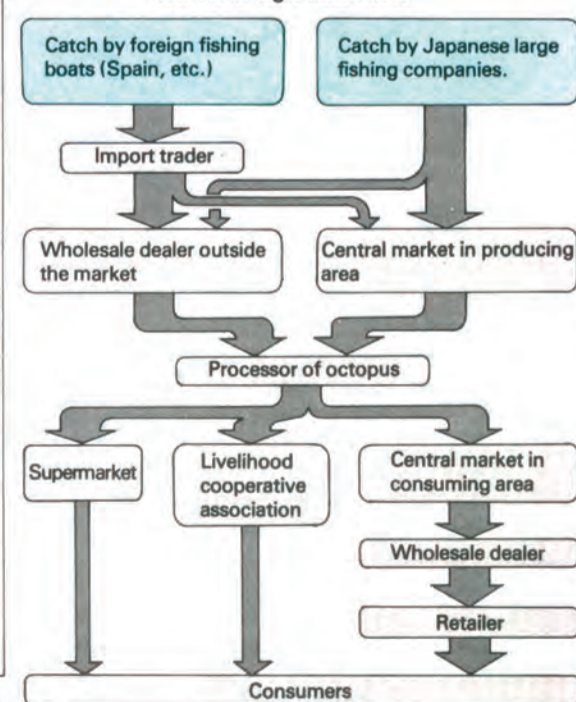 Catch by foreign fishing
boats (Spain, etc.)
Catch by Japanese large
fishing companies.
Import trader
Wholesale dealer outside
the market
Central market in producing
area
Processor of octopus
Supermarket
Livelihood
cooperative
association
Central market in
consuming area
Wholesale dealer
Retailer
Consumers